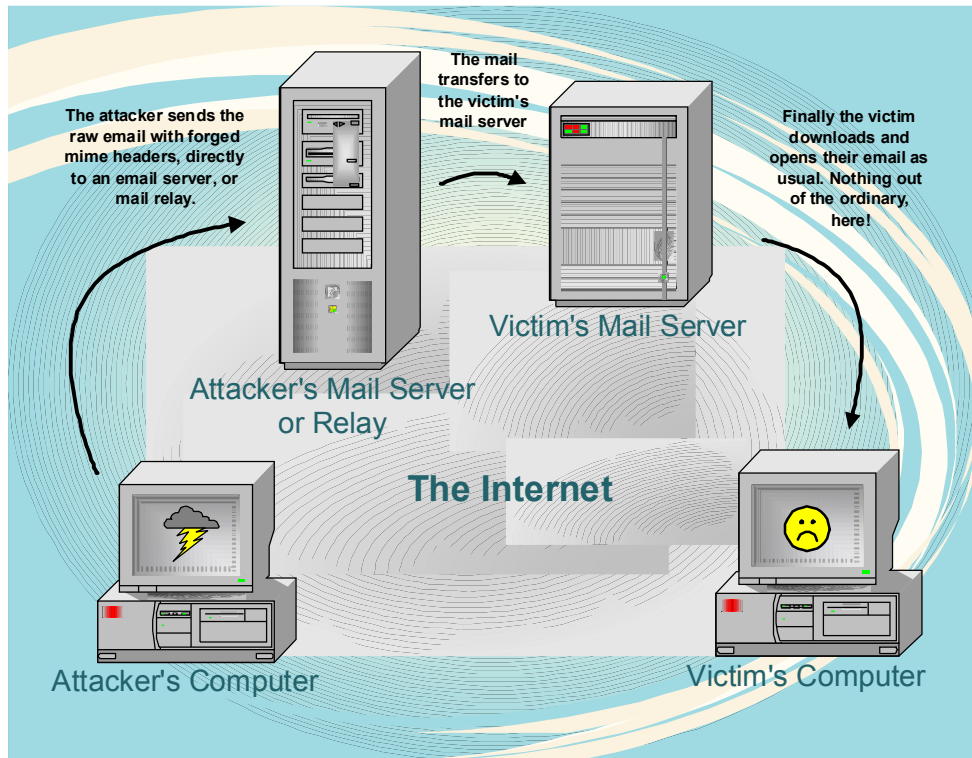 The attacker sends the
raw email with forged
mime headers, directly
to an email server, or
mail relay.
The mail
transfers to
the victim's
mail server
Finally the victim
downloads and
opens their email as
usual. Nothing out
of the ordinary,
here!
Victim's Mail Server
Attacker's Mail Server
or Relay
The Internet
Attacker's Computer
Victim's Computer